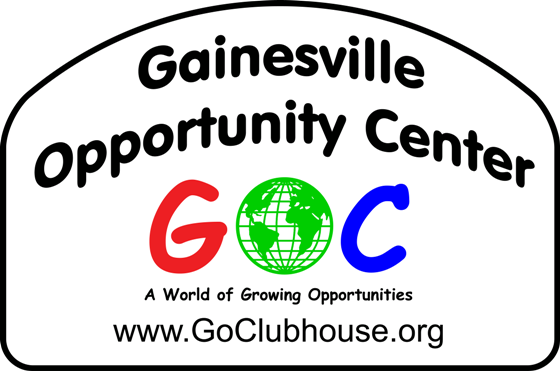 Gainesville
Opportunity Center
GOC
A World of Growing Opportunities
www.GoClubhouse.org